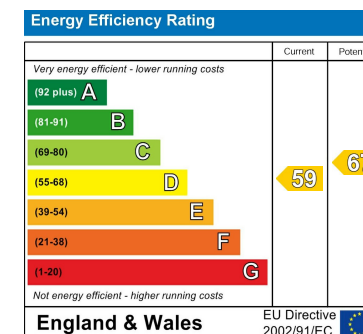 Energy Efficiency Rating
Current
Very energy efficient - lower running costs
(92 plus) A
(81-91) B
(69-80) C
(55-68) D
59
(39-54) E
(21-38) F
(1-20) G
Not energy efficient - higher running costs
England & Wales
EU Directive
2002/91/EC